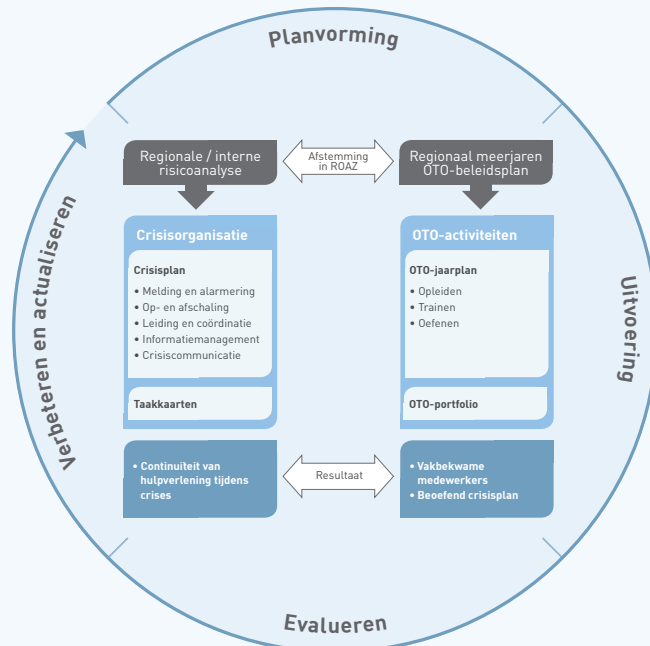 Planvorming
Regionale / interne
risicoanalyse
Afstemming
in ROAZ
Regionaal meerjaren
OTO-beleidsplan
Crisisorganisatie
Crisisplan
• Melding en alarmering
• Op- en afschaling
• Leiding en coördinatie
• Informatiemanagement
• Crisiscommunicatie
Taakkaarten
• Continuïteit van
hulpverlening tijdens
crises
OTO-activiteiten
OTO-jaarplan
• Opleiden
• Trainen
• Oefenen
OTO-portfolio
Resultaat
• Vakbekwame
medewerkers
• Beoefend crisisplan
Uitvoering
Evalueren
Verbeteren en actualiseren